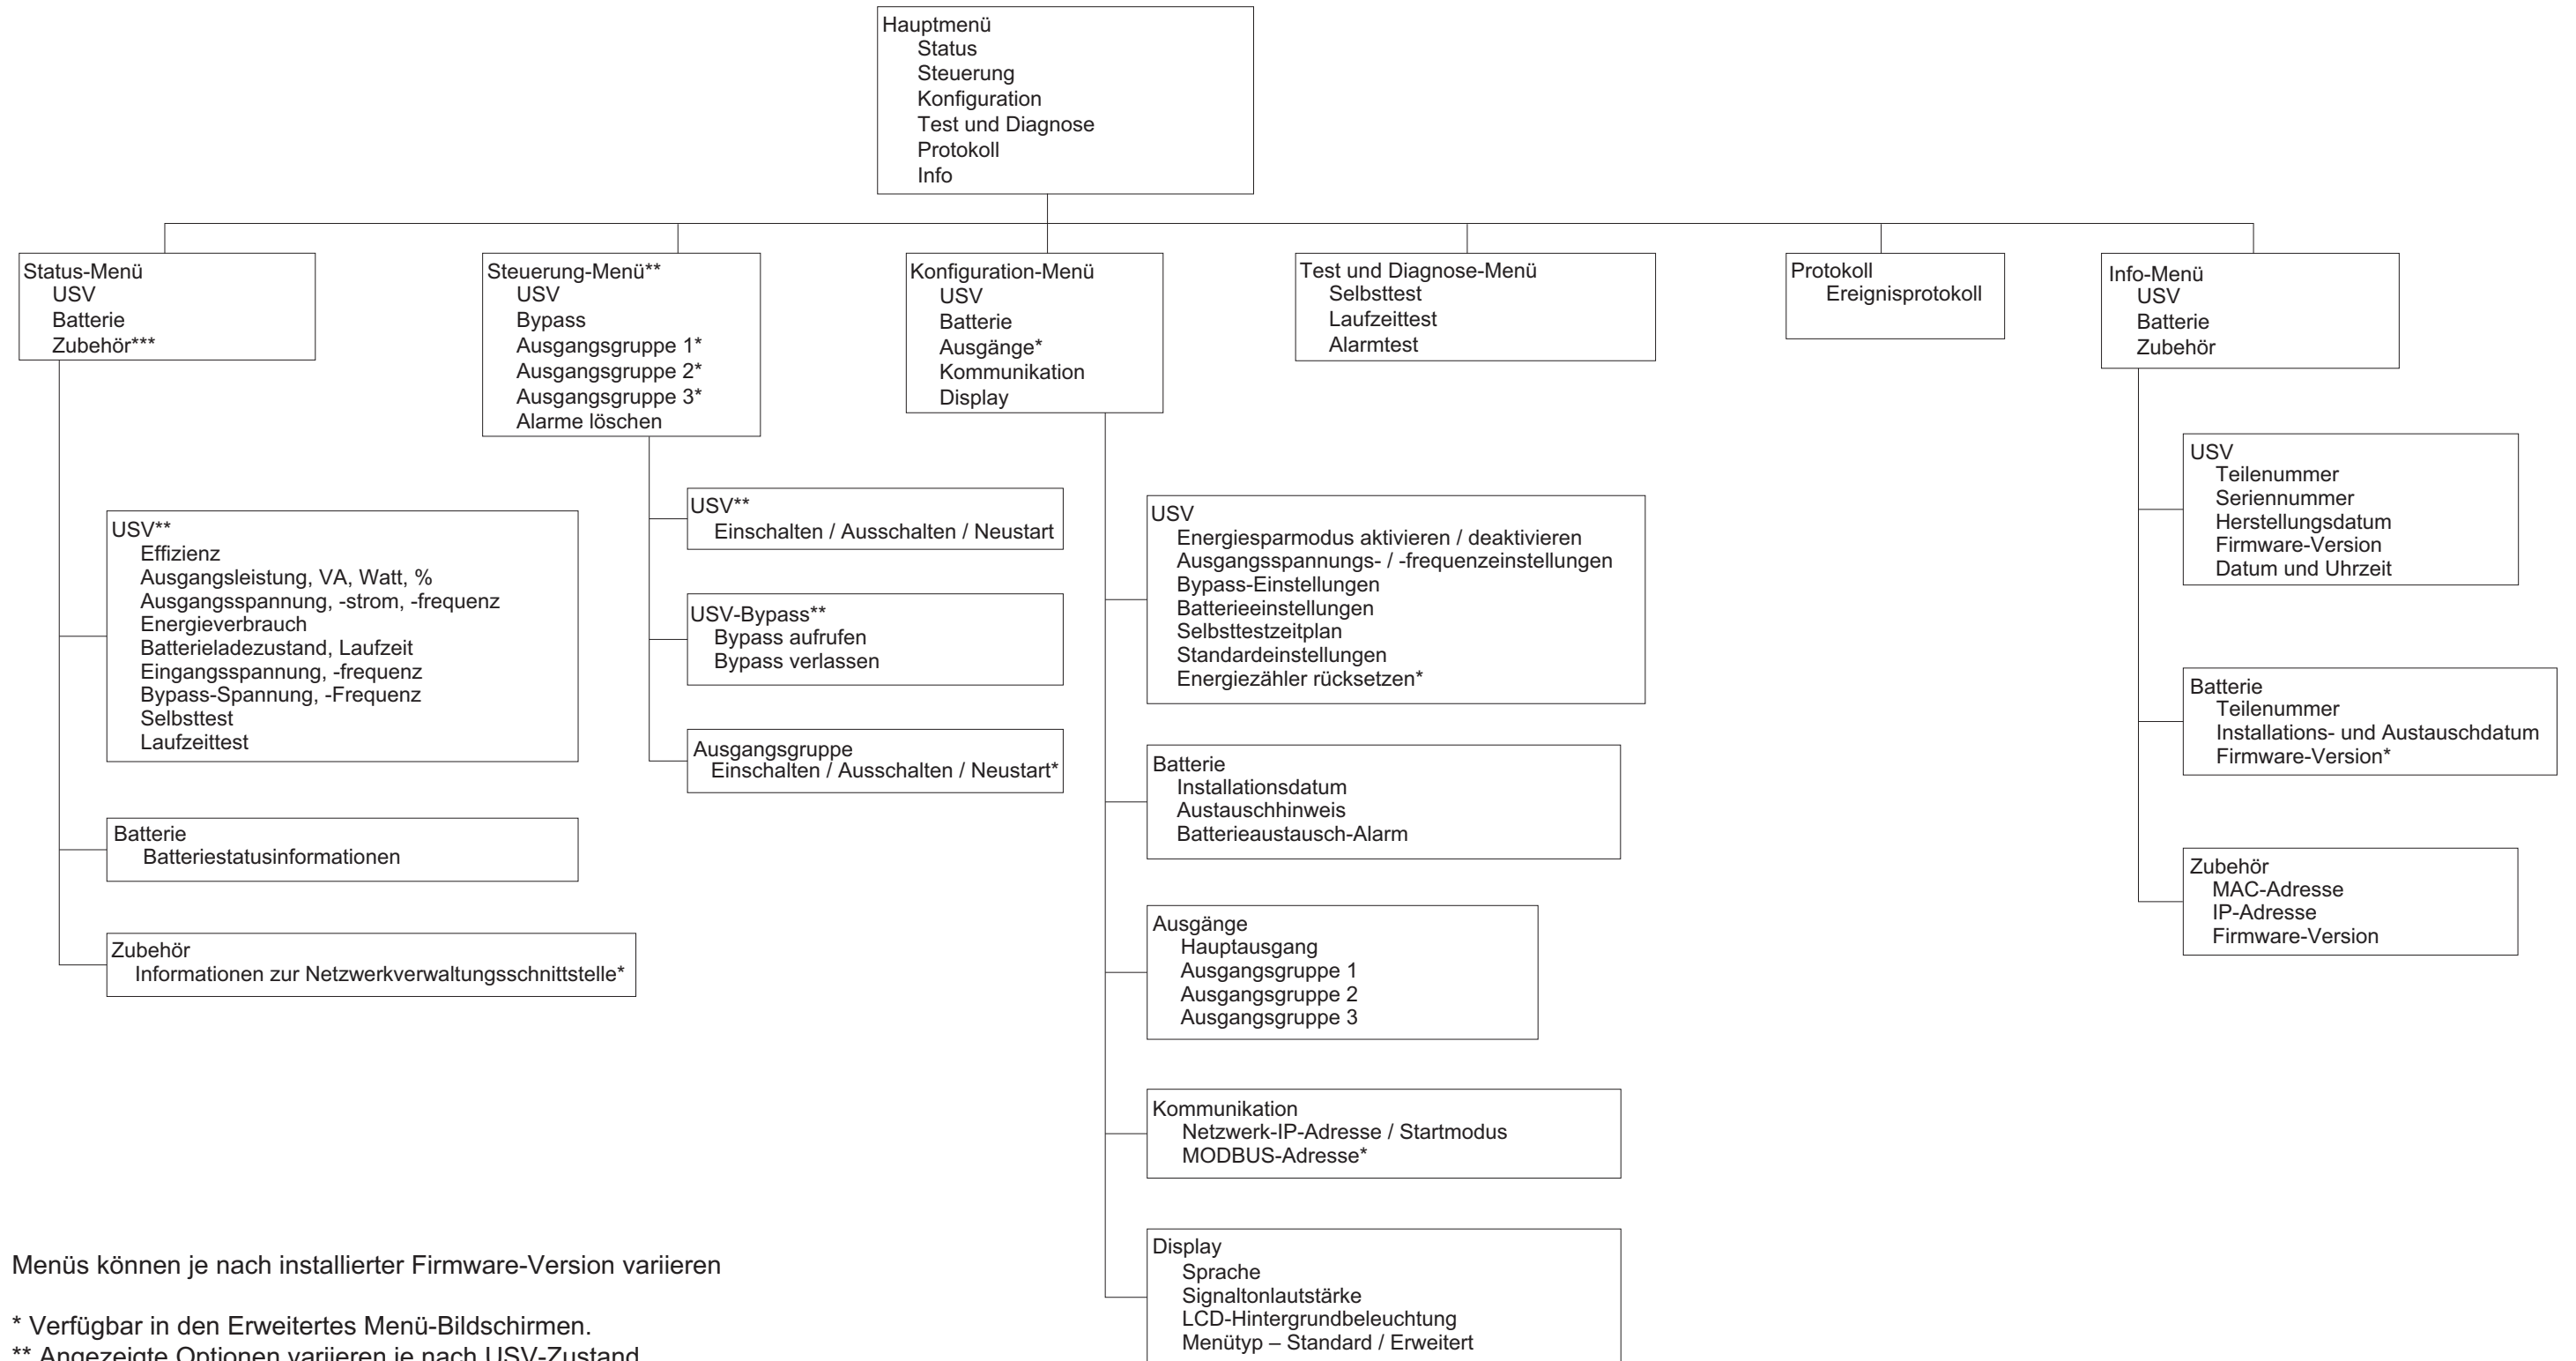 Hauptmenü
Status
Steuerung
Konfiguration
Test und Diagnose
Protokoll
Info
Status-Menü
USV
Batterie
Zubehör***
USV**
Effizienz
Ausgangsleistung, VA, Watt, %
Ausgangsspannung, -strom, -frequenz
Energieverbrauch
Batterieladezustand, Laufzeit
Eingangsspannung, -frequenz
Bypass-Spannung, -Frequenz
Selbsttest
Laufzeittest
Batterie
Batteriestatusinformationen
Zubehör
Informationen zur Netzwerkverwaltungsschnittstelle*
Steuerung-Menü**
USV
Bypass
Ausgangsgruppe 1*
Ausgangsgruppe 2*
Ausgangsgruppe 3*
Alarme löschen
USV**
Einschalten / Ausschalten / Neustart
USV-Bypass**
Bypass aufrufen
Bypass verlassen
Ausgangsgruppe
Einschalten / Ausschalten / Neustart*
Konfiguration-Menü
USV
Batterie
Ausgänge*
Kommunikation
Display
USV
Energiesparmodus aktivieren / deaktivieren
Ausgangsspannungs- / -frequenzeinstellungen
Bypass-Einstellungen
Batterieeinstellungen
Selbsttestzeitplan
Standardeinstellungen
Energiezähler rücksetzen*
Batterie
Installationsdatum
Austauschhinweis
Batterieaustausch-Alarm
Ausgänge
Hauptausgang
Ausgangsgruppe 1
Ausgangsgruppe 2
Ausgangsgruppe 3
Kommunikation
Netzwerk-IP-Adresse / Startmodus
MODBUS-Adresse*
Display
Sprache
Signaltonlautstärke
LCD-Hintergrundbeleuchtung
Menütyp – Standard / Erweitert
Test und Diagnose-Menü
Selbsttest
Laufzeittest
Alarmtest
Protokoll
Ereignisprotokoll
Info-Menü
USV
Batterie
Zubehör
USV
Teilenummer
Seriennummer
Herstellungsdatum
Firmware-Version
Datum und Uhrzeit
Batterie
Teilenummer
Installations- und Austauschdatum
Firmware-Version*
Zubehör
MAC-Adresse
IP-Adresse
Firmware-Version
Menüs können je nach installierter Firmware-Version variieren
* Verfügbar in den Erweitertes Menü-Bildschirmen.
** Angezeigte Optionen variieren je nach USV-Zustand